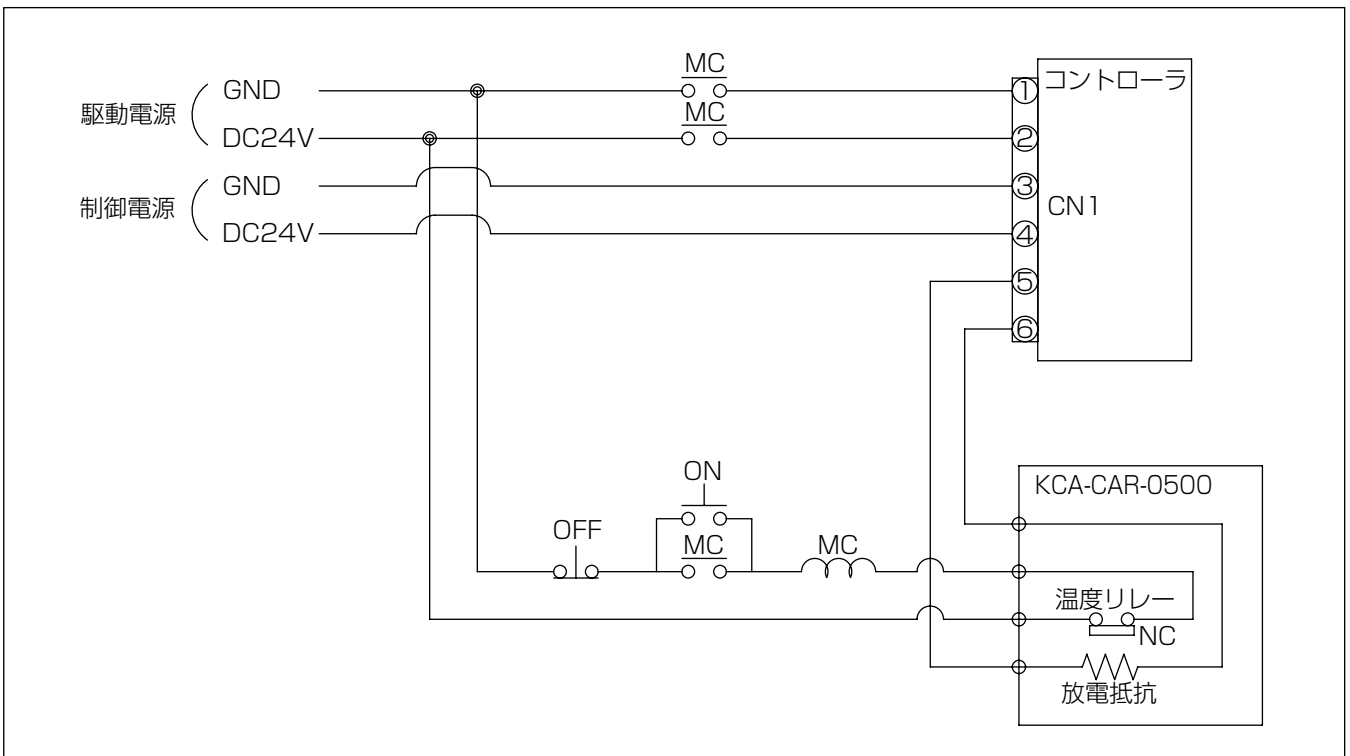 MC
コントローラ
GND
①
駆動電源
MC
DC24V
②
GND
③
制御電源
CN1
DC24V
④
⑤
⑥
KCA-CAR-0500
ON
OFF
MC
MC
温度リレー
NC
放電抵抗